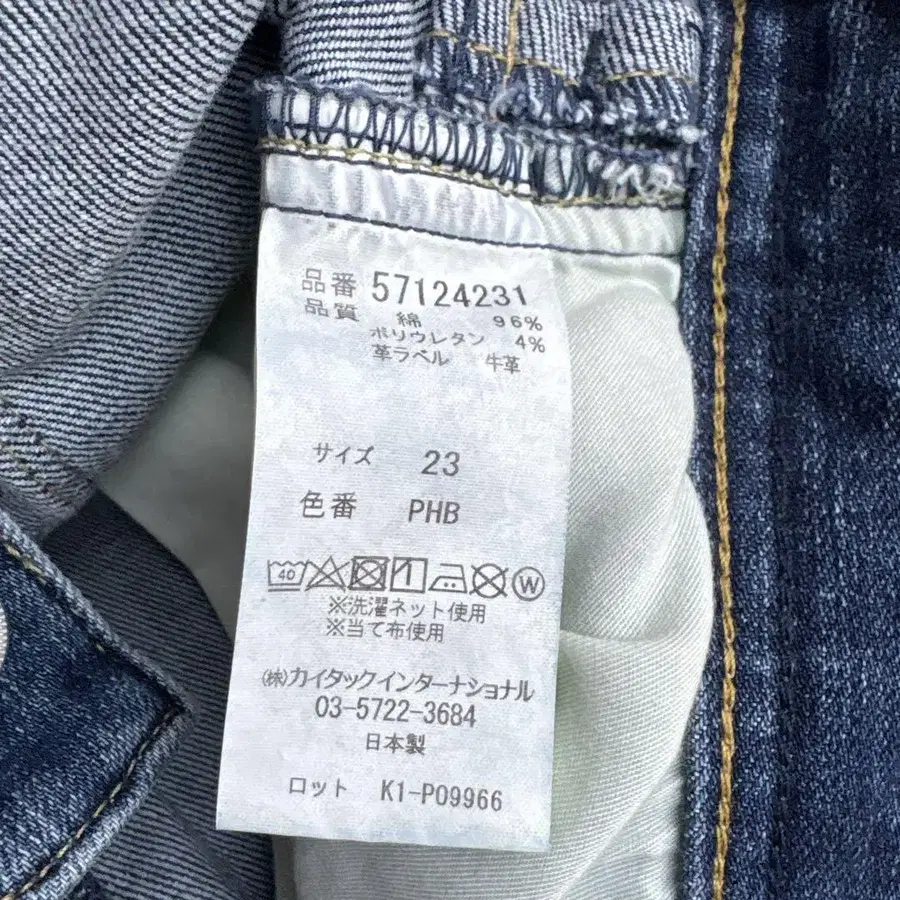 品番 57124231
品質 綿 96%
ポリウレタン 4%
革ラベル 牛革
サイズ 23
色番 PHB
40 W
※洗濯ネット使用
※当て布使用
㈱カイタックインターナショナル
03-5722-3684
日本製
ロット K1-P09966